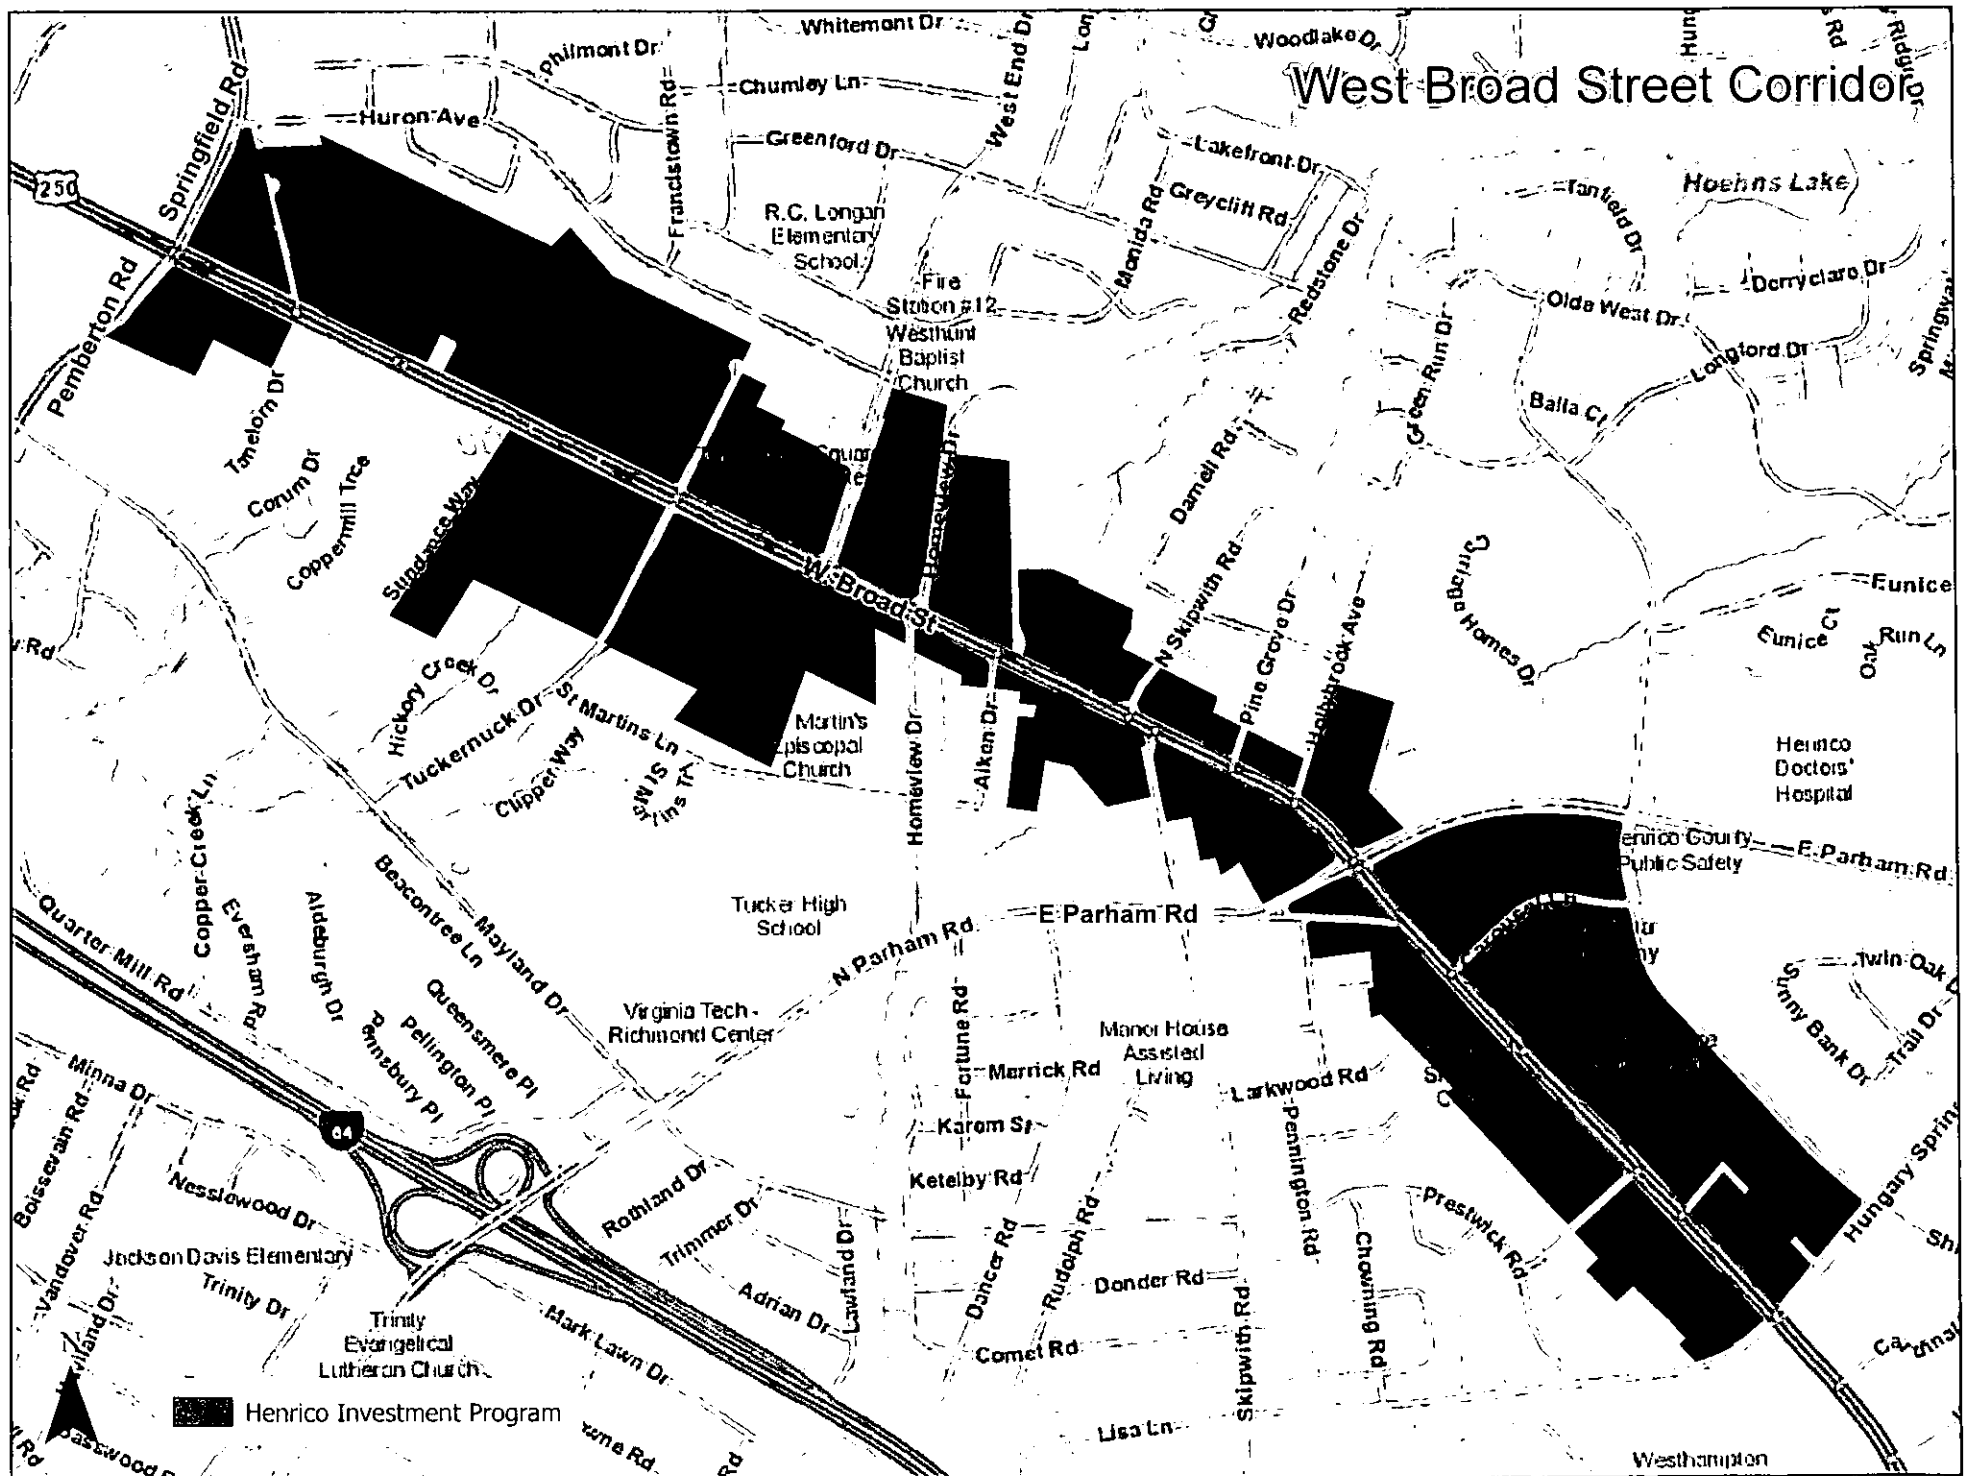 Whitemont Dr
Woodlake Dr
West Broad Street Corridor
Philmont Dr
Chumley Ln
West End Dr
Springfield Rd
Huron Ave
Francistown Rd
Greenford Dr
Lakefront Dr
Hoehns Lake
250
R.C. Longan
Elementary
School
Monida Rd
Greycliff Rd
Redstone Dr
Tanfield Dr
Derryclare Dr
Pemberton Rd
Fire
Station #12
Westhunt
Baptist
Church
Green Run Dr
Olde West Dr
Longford Dr
Balla Ct
Tanelorn Dr
Corum Dr
Coppermill Trce
Sundance Way
Homeview Dr
Darnell Rd
N Skipwith Rd
Pine Grove Dr
Holybrook Ave
Carriage Homes Dr
Eunice
Eunice Ct
Oak
Run Ln
W. Broad St
Hickory Creek Dr
Tuckernuck Dr
St Martins Ln
Clipper Way
Martin's
Episcopal
Church
Homeview Dr
Aiken Dr
Henrico
Doctors'
Hospital
Copper Creek Ln
Beacontree Ln
Mayland Dr
Tucker High
School
N Parham Rd
E Parham Rd
Henrico County
Public Safety
E Parham Rd
Quarter Mill Rd
Eversham Rd
Aldeburgh Dr
Queensmere Pl
Pellington Pl
Pennsbury Pl
Virginia Tech -
Richmond Center
Fortune Rd
Manor House
Assisted
Living
Merrick Rd
Larkwood Rd
Twin Oak
Sunny Bank Dr
Trail Dr
Minna Dr
64
Karom St
Ketelby Rd
Pennington Rd
Boissevain Rd
Vandover Rd
Nesslewood Dr
Rothland Dr
Trimmer Dr
Dancer Rd
Rudolph Rd
Prestwick Rd
Hungary Spring
Jackson Davis Elementary
Trinity Dr
Adrian Dr
Lawland Dr
Donder Rd
Chowning Rd
Skipwith Rd
Trinity
Evangelical
Lutheran Church
Mark Lawn Dr
Comet Rd
Henrico Investment Program
Lisa Ln
Westhampton